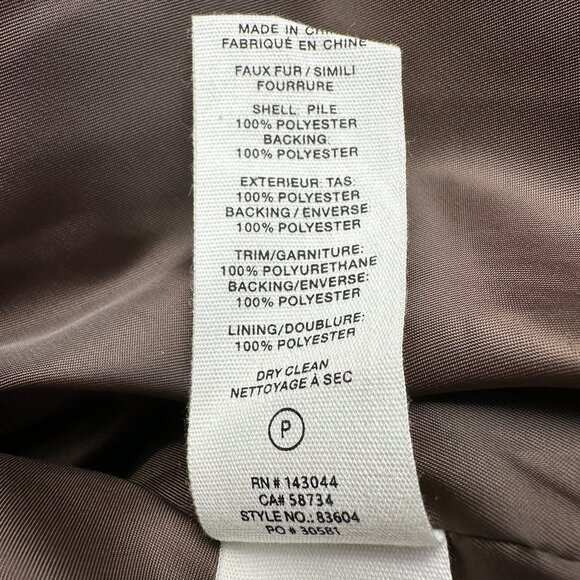 MADE IN CHINA
FABRIQUÉ EN CHINE
FAUX FUR / SIMILI
FOURRURE
SHELL PILE
100% POLYESTER
BACKING
100% POLYESTER
EXTERIEUR TAS
100% POLYESTER
BACKING / ENVERSE
100% POLYESTER
TRIM/GARNITURE:
100% POLYURETHANE
BACKING/ENVERSE:
100% POLYESTER
LINING/DOUBLURE:
100% POLYESTER
DRY CLEAN
NETTOYAGE À SEC
P
RN # 143044
CA# 58734
STYLE NO.: 83604
PO # 30581